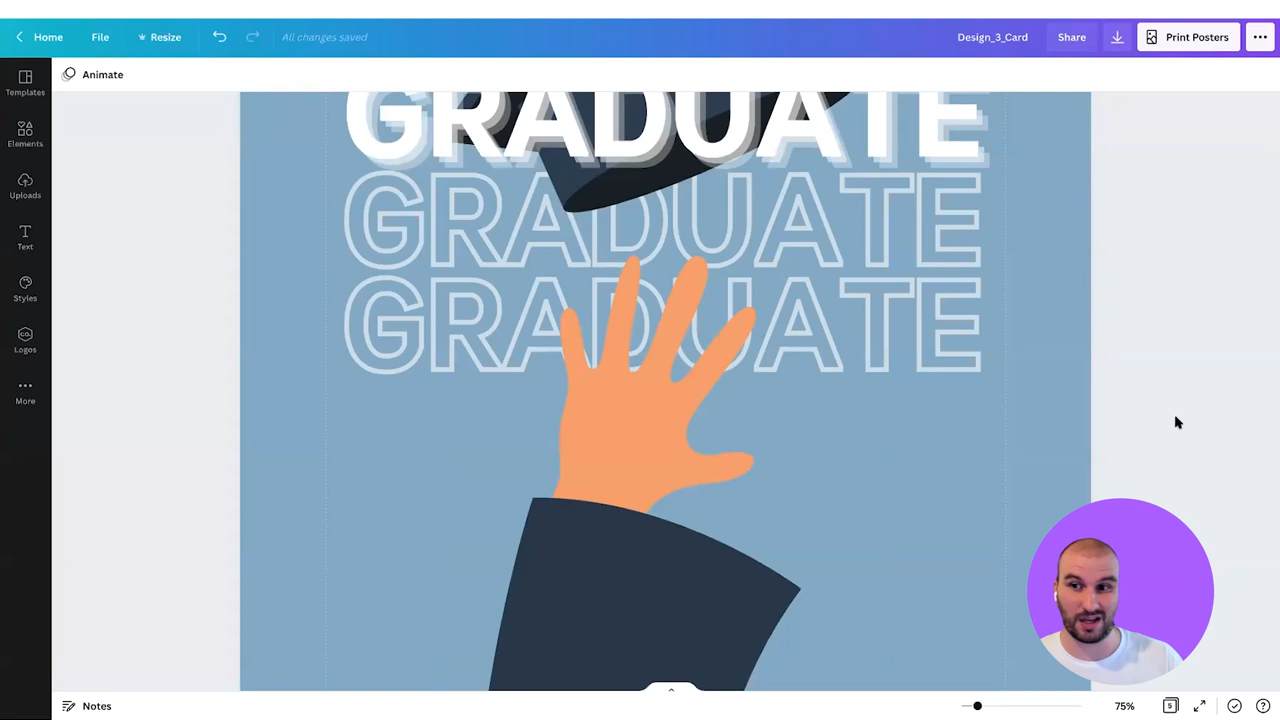 Home File Resize All changes saved Design_3_Card Share Print Posters
Templates
Animate
Elements
Uploads
Text
Styles
Logos
More
GRADUATE
GRADUATE
GRADUATE
Notes 75% 5